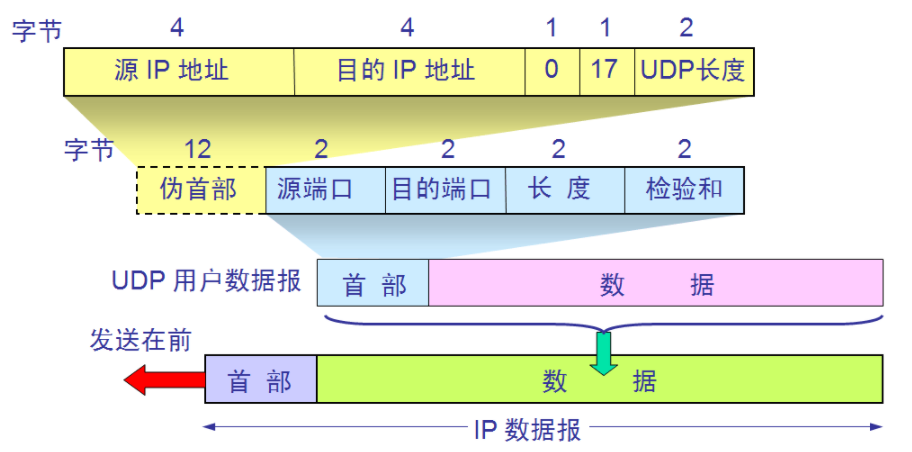 字节 4 4 1 1 2
源 IP 地址 目的 IP 地址 0 17 UDP长度
字节 12 2 2 2 2
伪首部 源端口 目的端口 长 度 检验和
UDP 用户数据报 首 部 数 据
发送在前
首 部 数 据
IP 数据报